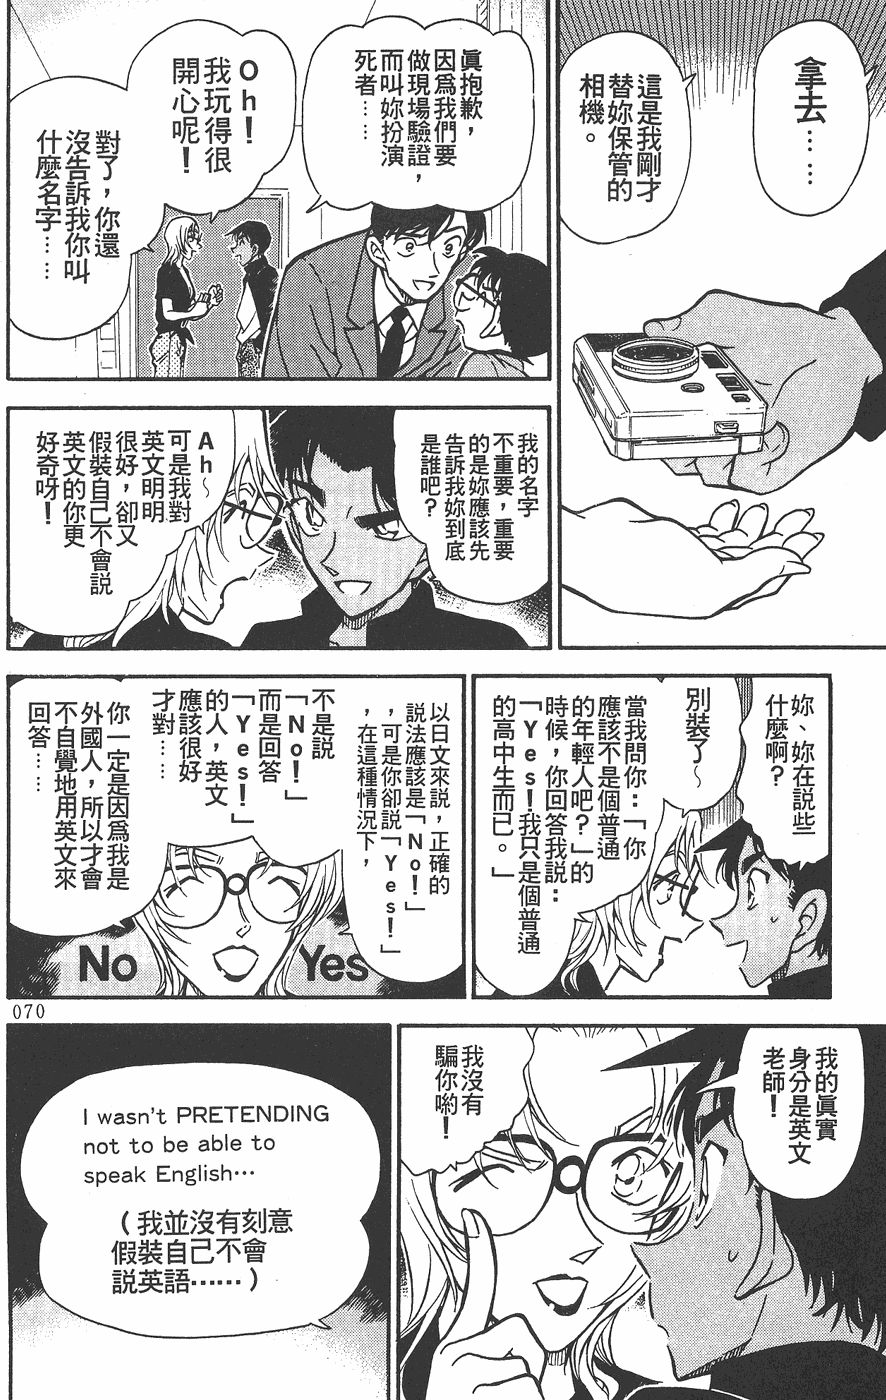 拿去……
這是我剛才
替妳保管的
相機。
真抱歉，
因為我們要
做現場驗證，
而叫妳扮演
死者……
Oh！
我玩得很
開心呢！
對了，你還
沒告訴我你叫
什麼名字……
我的名字
不重要，重要
的是妳應該先
告訴我妳到底
是誰吧？
Ah～
可是我對
英文明明
很好，卻又
假裝自己不會說
英文的你更
好奇呀！
妳、妳在說些
什麼啊？
別裝了～
當我問你：「你
應該不是個普通
的年輕人吧？」的
時候，你回答我說：
「Yes！我只是個普通
的高中生而已。」
以日文來說，正確的
說法應該是「No！」
，可是你卻說「Yes！」
，在這種情況下，
不是說
「No！」
而是回答
「Yes！」
的人，英文
應該很好
才對……
你一定是因為我是
外國人，所以才會
不自覺地用英文來
回答……
No
Yes
070
我的真實
身分是英文
老師！
我沒有
騙你喲！
I wasn't PRETENDING
not to be able to
speak English…
（我並沒有刻意
假裝自己不會
說英語……）